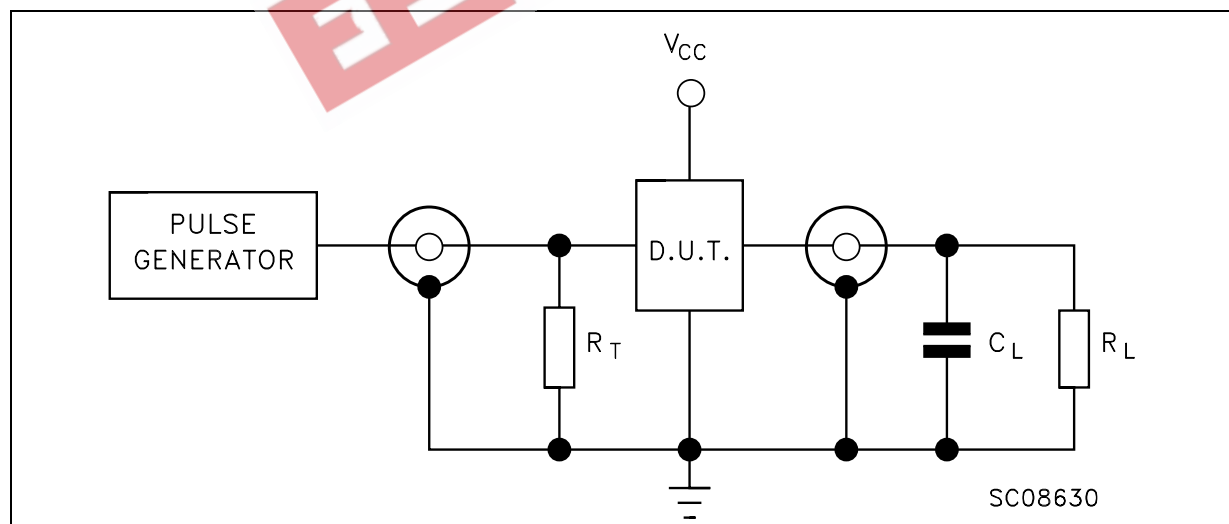 VCC
PULSE
GENERATOR
D.U.T.
RT
CL
RL
SC08630